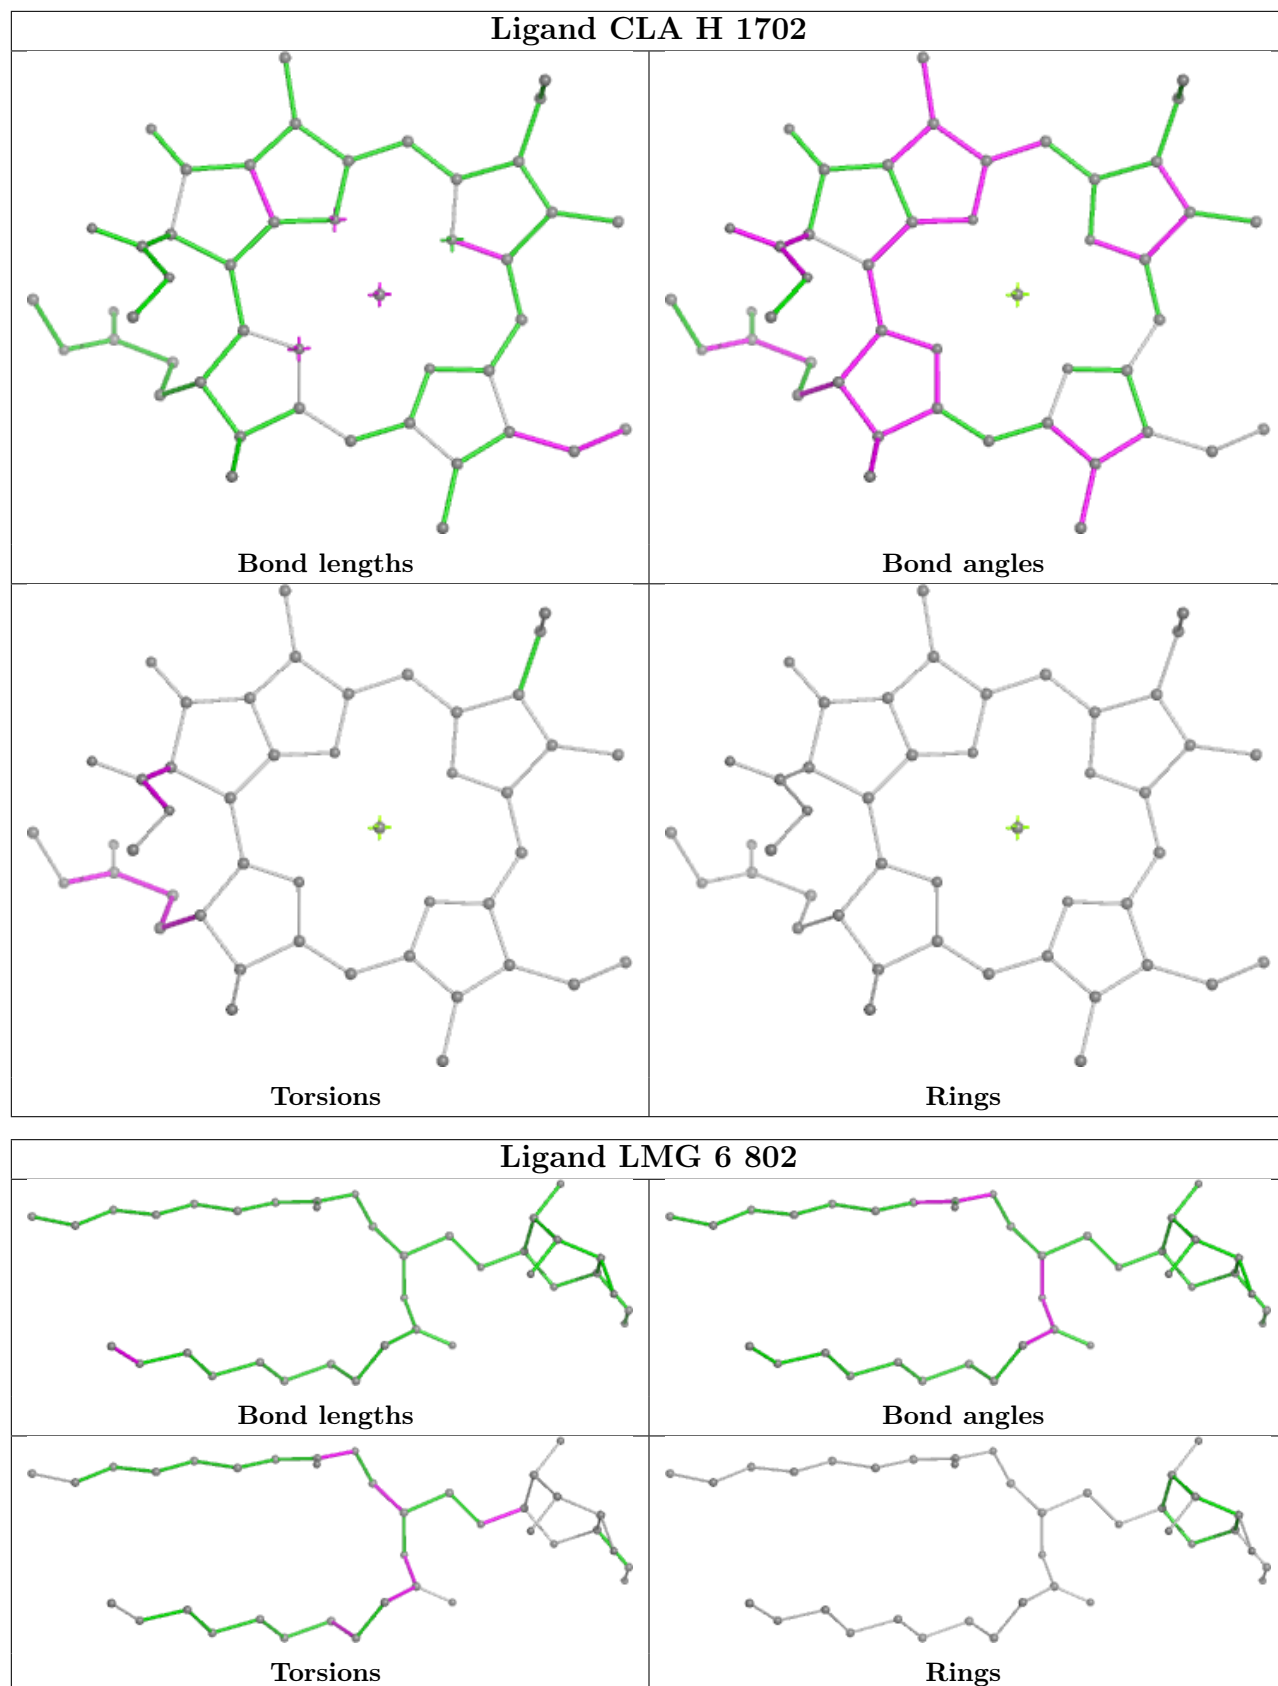 Ligand CLA H 1702
Bond lengths
Bond angles
Torsions
Rings
Ligand LMG 6 802
Bond lengths
Bond angles
Torsions
Rings